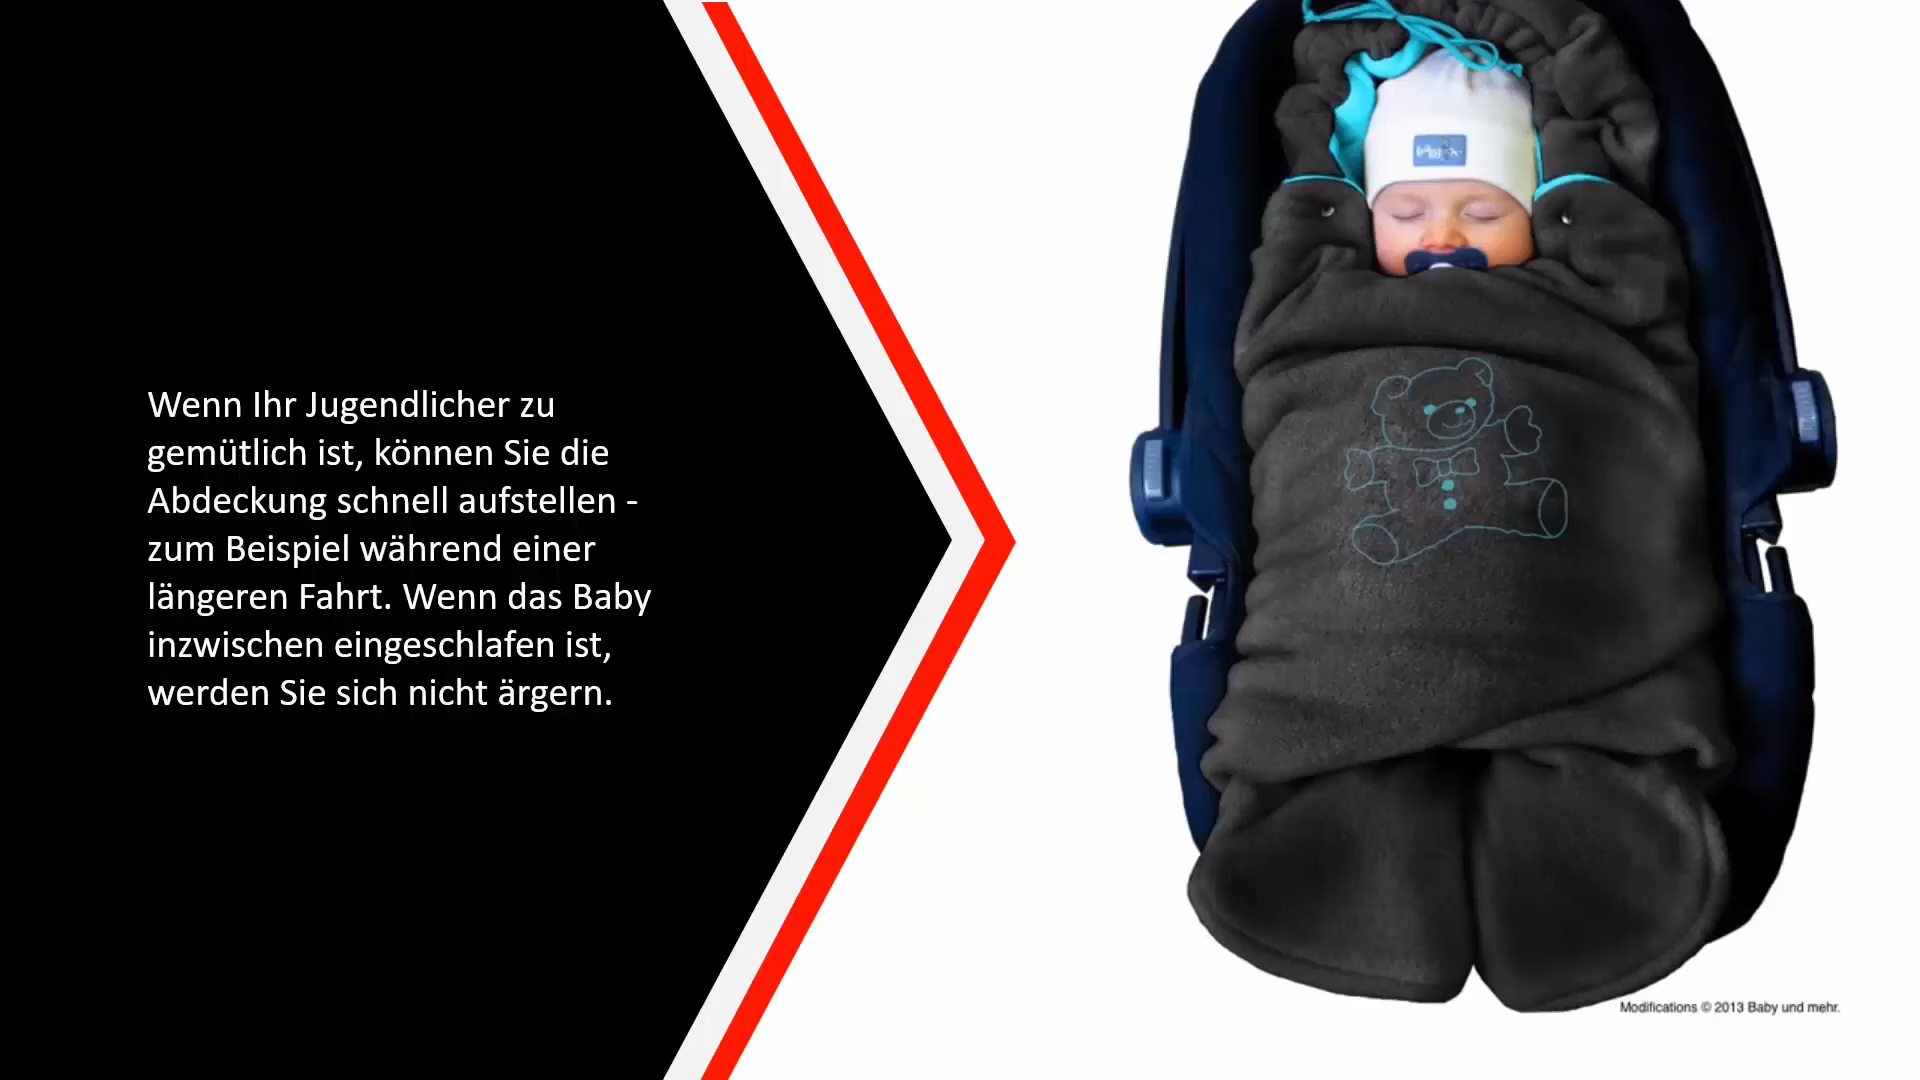 Wenn Ihr Jugendlicher zu
gemütlich ist, können Sie die
Abdeckung schnell aufstellen -
zum Beispiel während einer
längeren Fahrt. Wenn das Baby
inzwischen eingeschlafen ist,
werden Sie sich nicht ärgern.
Modifications © 2013 Baby und mehr.